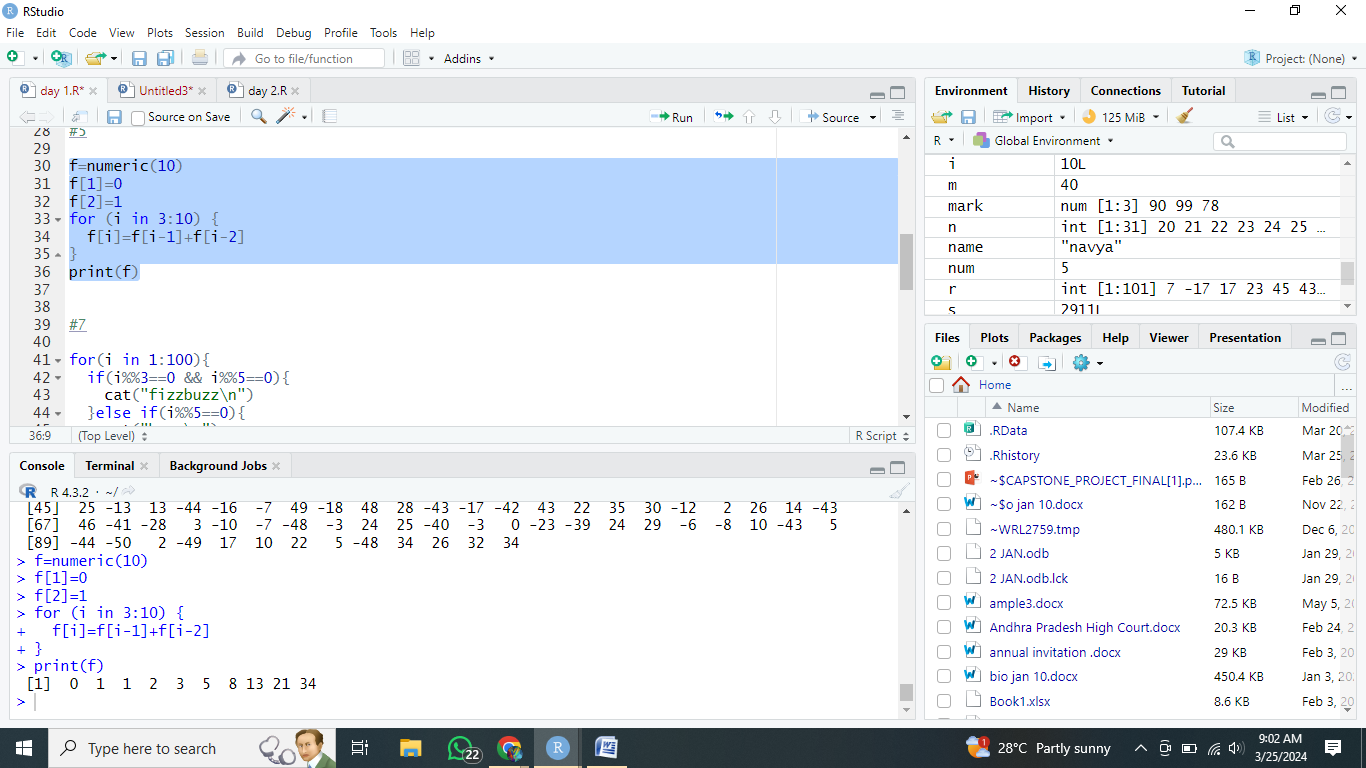 RStudio
File Edit Code View Plots Session Build Debug Profile Tools Help
Go to file/function Addins Project: (None)
day 1.R* Untitled3* day 2.R
Source on Save Run Source
28 #5
29
30 f=numeric(10)
31 f[1]=0
32 f[2]=1
33 for (i in 3:10) {
34 f[i]=f[i-1]+f[i-2]
35 }
36 print(f)
37
38
39 #7
40
41 for(i in 1:100){
42 if(i%%3==0 && i%%5==0){
43 cat("fizzbuzz\n")
44 }else if(i%%5==0){
36:9 (Top Level) R Script
Console Terminal Background Jobs
R 4.3.2 · ~/
[45] 25 -13 13 -44 -16 -7 49 -18 48 28 -43 -17 -42 43 22 35 30 -12 2 26 14 -43
[67] 46 -41 -28 3 -10 -7 -48 -3 24 25 -40 -3 0 -23 -39 24 29 -6 -8 10 -43 5
[89] -44 -50 2 -49 17 10 22 5 -48 34 26 32 34
> f=numeric(10)
> f[1]=0
> f[2]=1
> for (i in 3:10) {
+ f[i]=f[i-1]+f[i-2]
+ }
> print(f)
[1] 0 1 1 2 3 5 8 13 21 34
>
Environment History Connections Tutorial
Import 125 MiB List
R Global Environment
i 10L
m 40
mark num [1:3] 90 99 78
n int [1:31] 20 21 22 23 24 25 ...
name "navya"
num 5
r int [1:101] 7 -17 17 23 45 43...
s 2911L
Files Plots Packages Help Viewer Presentation
Home ...
Name Size Modified
.RData 107.4 KB Mar 20,
.Rhistory 23.6 KB Mar 25,
~$CAPSTONE_PROJECT_FINAL[1].p... 165 B Feb 26,
~$o jan 10.docx 162 B Nov 22,
~WRL2759.tmp 480.1 KB Dec 6,
2 JAN.odb 5 KB Jan 29,
2 JAN.odb.lck 16 B Jan 29,
ample3.docx 72.5 KB May 5,
Andhra Pradesh High Court.docx 20.3 KB Feb 24,
annual invitation .docx 29 KB Feb 3,
bio jan 10.docx 450.4 KB Jan 3,
Book1.xlsx 8.6 KB Feb 3,
Type here to search 22 1 28°C Partly sunny 9:02 AM
3/25/2024